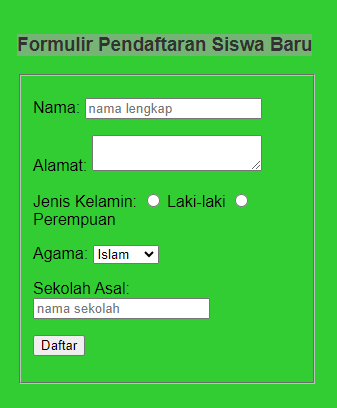 Formulir Pendaftaran Siswa Baru
Nama: nama lengkap
Alamat:
Jenis Kelamin: Laki-laki
Perempuan
Agama: Islam
Sekolah Asal:
nama sekolah
Daftar